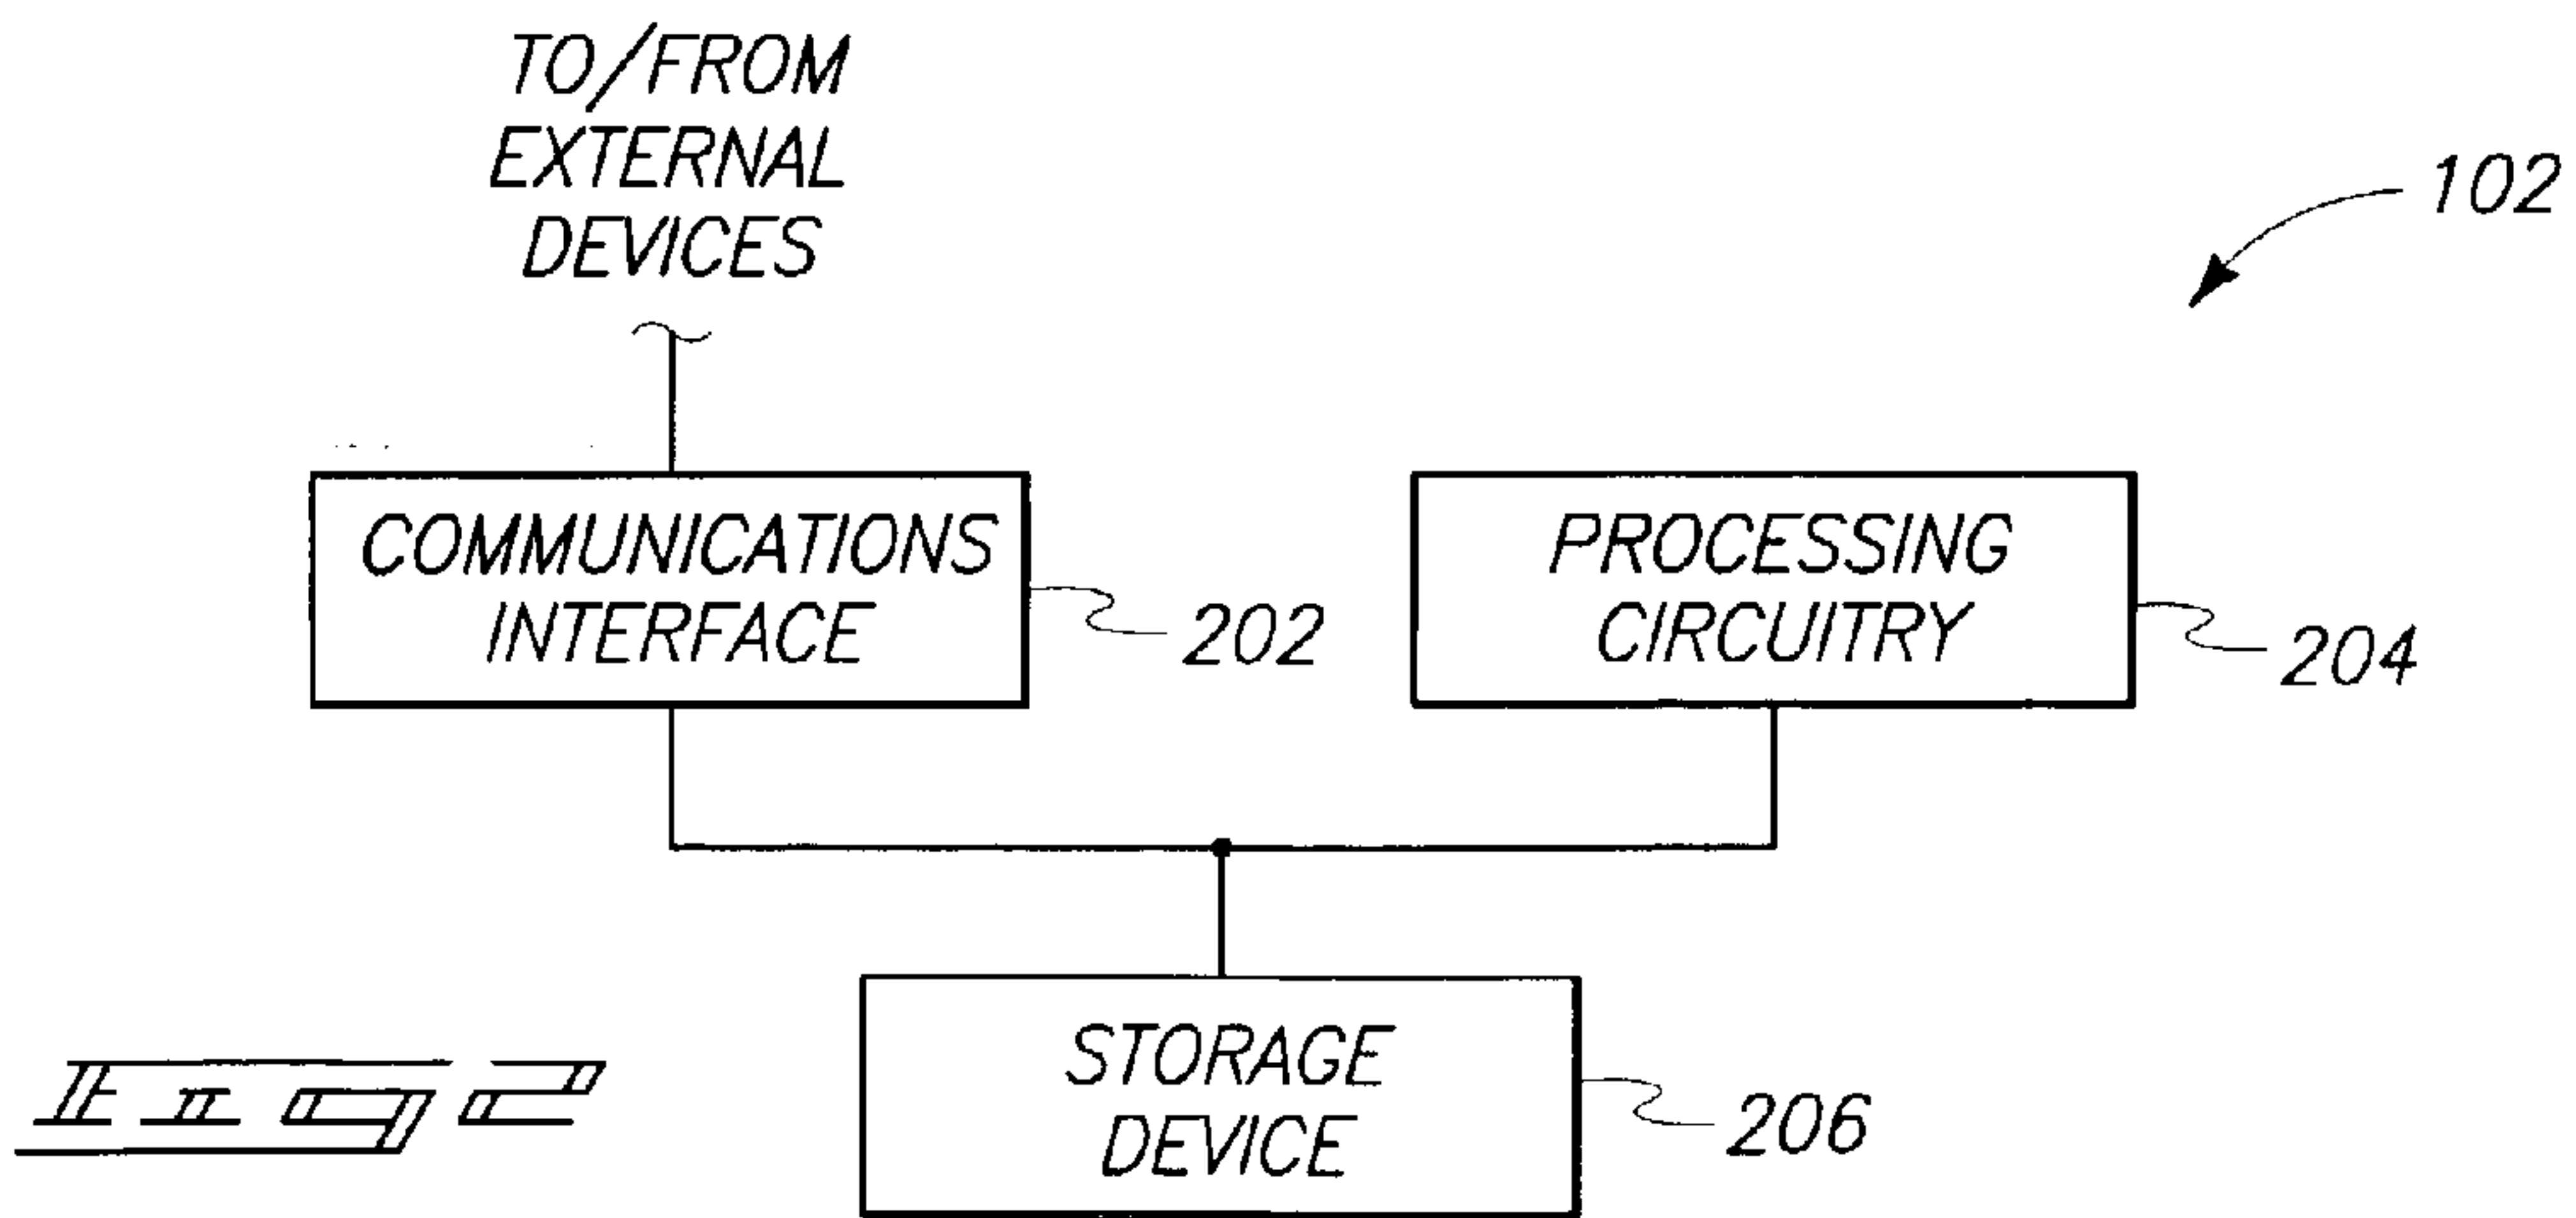 TO/FROM
EXTERNAL
DEVICES
102
COMMUNICATIONS
INTERFACE
202
PROCESSING
CIRCUITRY
204
STORAGE
DEVICE
206
Fig 2